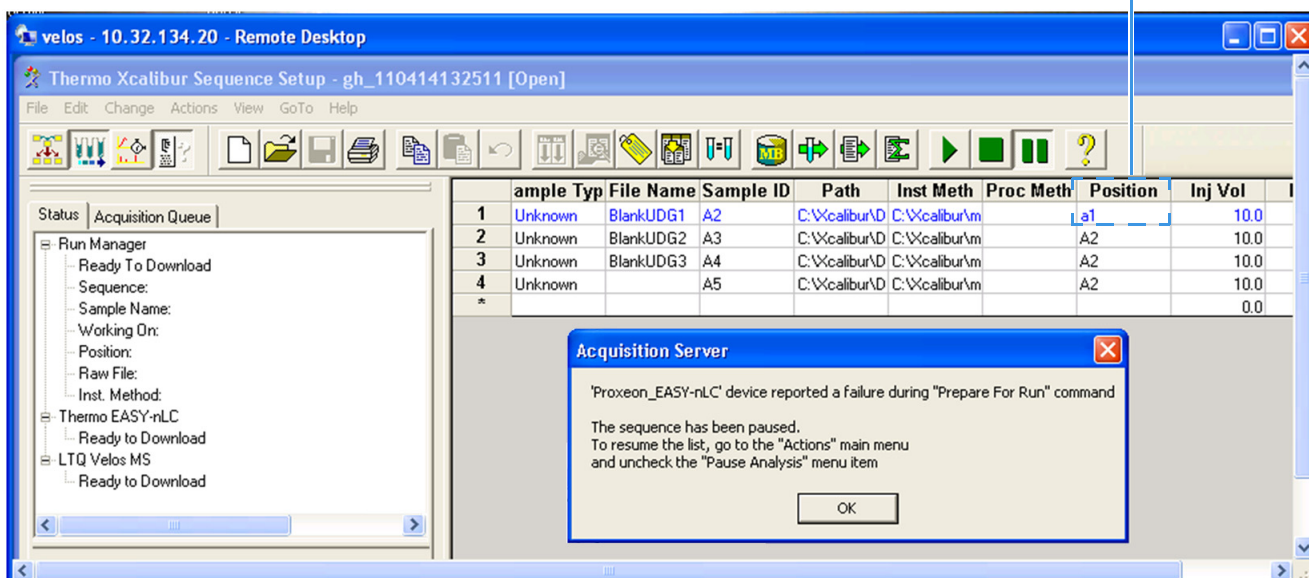 velos - 10.32.134.20 - Remote Desktop
Thermo Xcalibur Sequence Setup - gh_110414132511 [Open]
File Edit Change Actions View GoTo Help
MB
Status Acquisition Queue
Run Manager
Ready To Download
Sequence:
Sample Name:
Working On:
Position:
Raw File:
Inst. Method:
Thermo EASY-nLC
Ready to Download
LTQ Velos MS
Ready to Download
ample Typ File Name Sample ID Path Inst Meth Proc Meth Position Inj Vol
1 Unknown BlankUDG1 A2 C:\Xcalibur\D C:\Xcalibur\m a1 10.0
2 Unknown BlankUDG2 A3 C:\Xcalibur\D C:\Xcalibur\m A2 10.0
3 Unknown BlankUDG3 A4 C:\Xcalibur\D C:\Xcalibur\m A2 10.0
4 Unknown A5 C:\Xcalibur\D C:\Xcalibur\m A2 10.0
* 0.0
Acquisition Server
'Proxeon_EASY-nLC' device reported a failure during "Prepare For Run" command
The sequence has been paused.
To resume the list, go to the "Actions" main menu
and uncheck the "Pause Analysis" menu item
OK